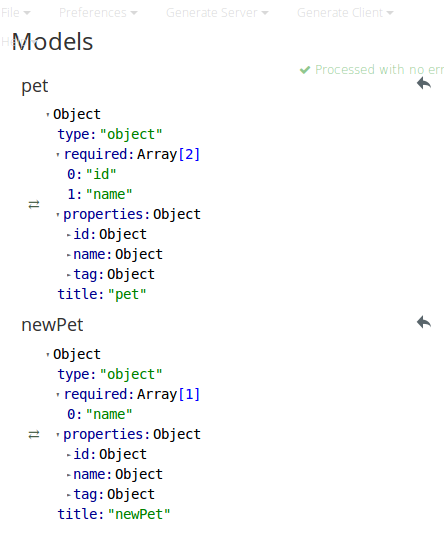 File Preferences Generate Server Generate Client
Help
Models
Processed with no err
pet
Object
type: "object"
required: Array[2]
0: "id"
1: "name"
properties: Object
id: Object
name: Object
tag: Object
title: "pet"
newPet
Object
type: "object"
required: Array[1]
0: "name"
properties: Object
id: Object
name: Object
tag: Object
title: "newPet"